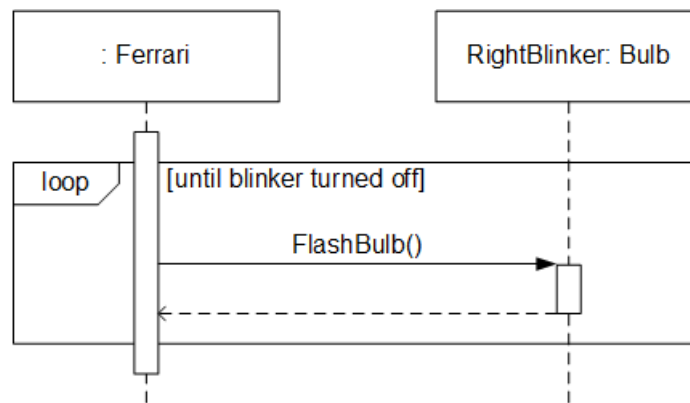 : Ferrari
RightBlinker: Bulb
loop
[until blinker turned off]
FlashBulb()